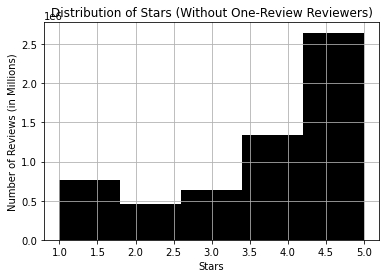 Distribution of Stars (Without One-Review Reviewers)
1e6
2.5
2.0
1.5
1.0
0.5
0.0
Number of Reviews (in Millions)
1.0 1.5 2.0 2.5 3.0 3.5 4.0 4.5 5.0
Stars